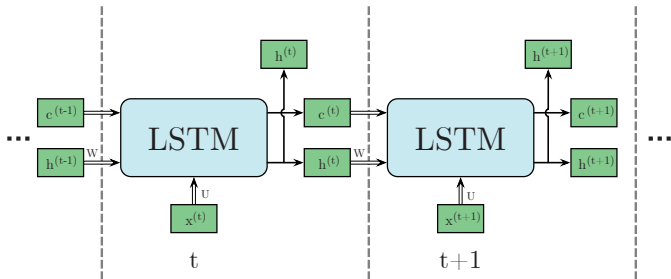 h(t)
h(t+1)
c(t-1) LSTM c(t) LSTM c(t+1)
... h(t-1) W h(t) W h(t+1) ...
U U
x(t) x(t+1)
t t+1